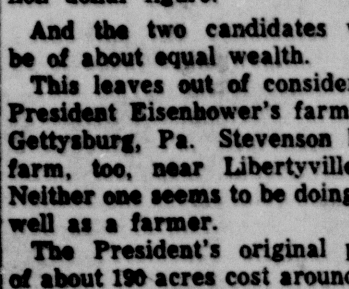 And the two candidates
be of about equal wealth.
This leaves out of conside
President Eisenhower's farm
Gettysburg, Pa. Stevenson
farm, too, near Libertyville
Neither one seems to be doing
well as a farmer.
The President's original
of about 190 acres cost aroun